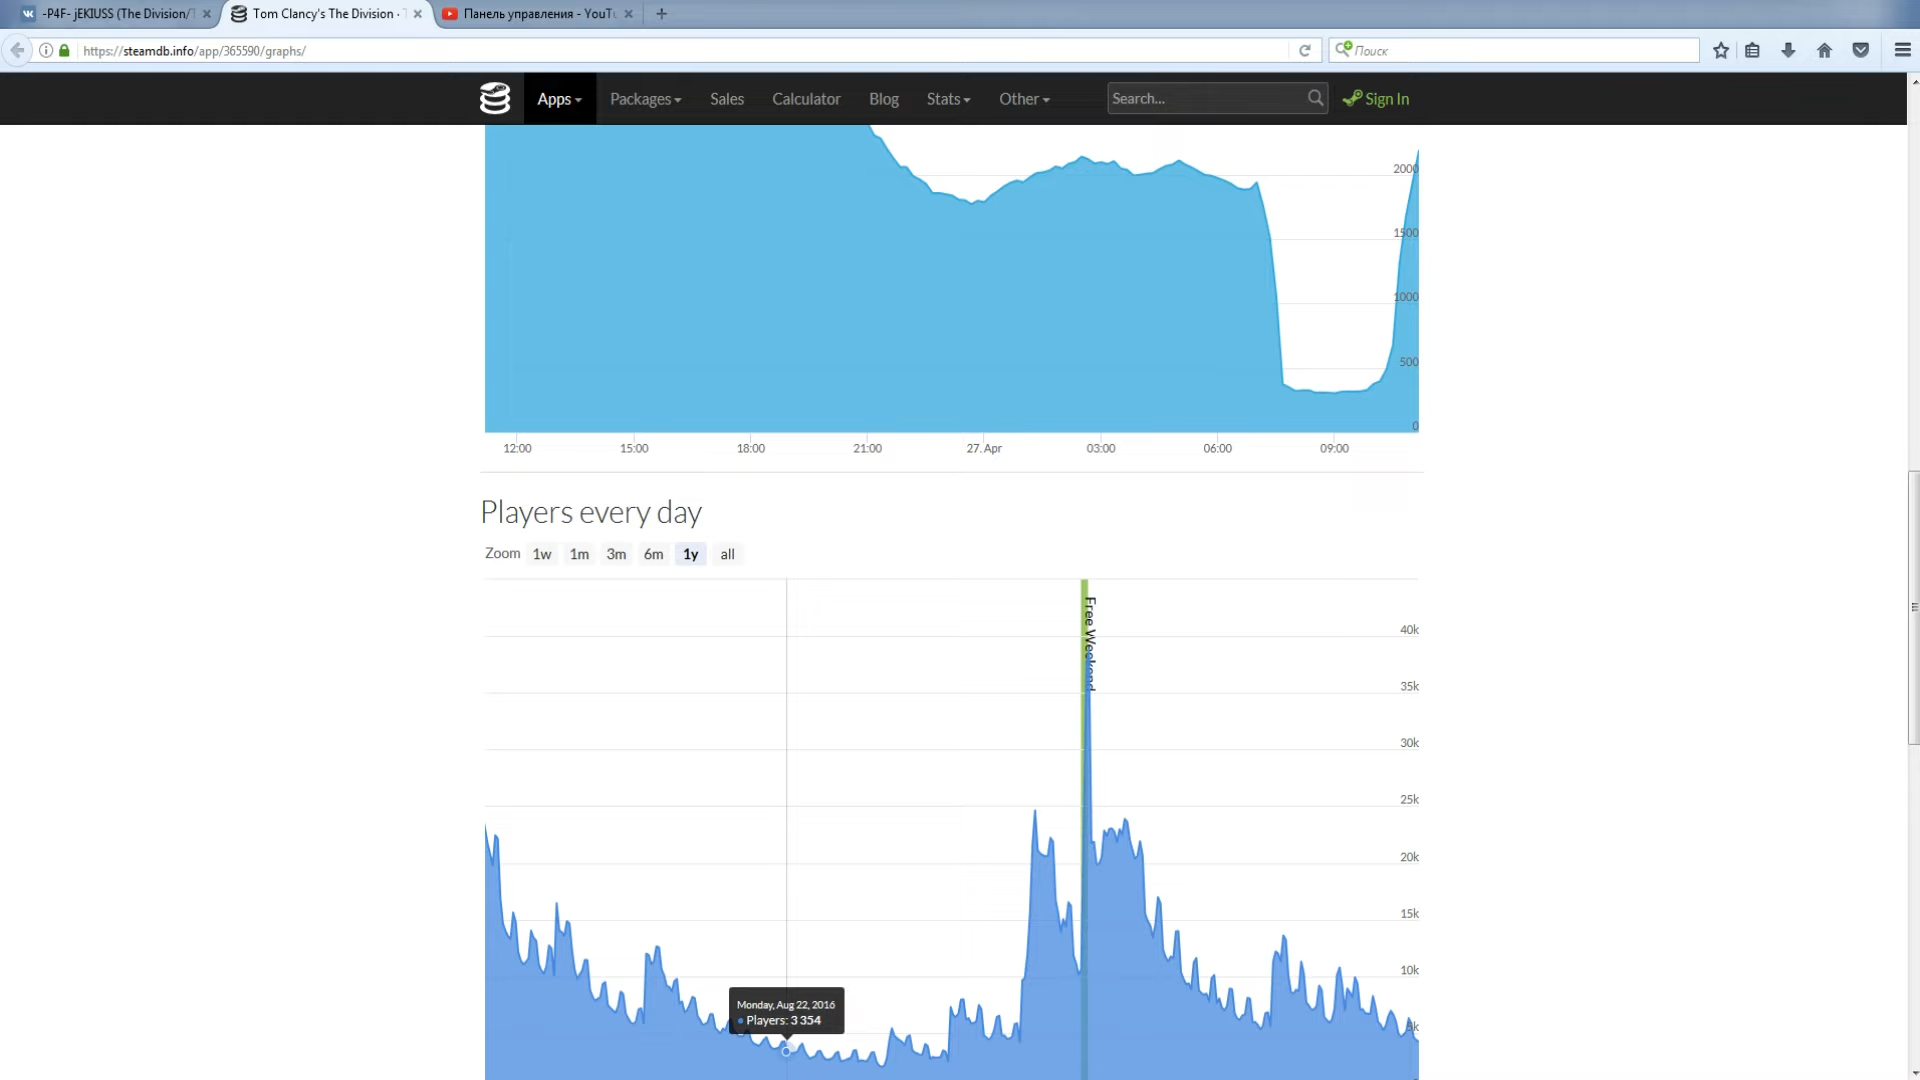 -P4F- jEKIUSS (The Division/
Tom Clancy's The Division ·
Панель управления - YouTu
https://steamdb.info/app/365590/graphs/
Поиск
Apps
Packages
Sales
Calculator
Blog
Stats
Other
Search...
Sign In
2000
1500
1000
500
0
12:00
15:00
18:00
21:00
27. Apr
03:00
06:00
09:00
Players every day
Zoom
1w
1m
3m
6m
1y
all
Free Weekend
40k
35k
30k
25k
20k
15k
10k
5k
Monday, Aug 22, 2016
Players: 3 354